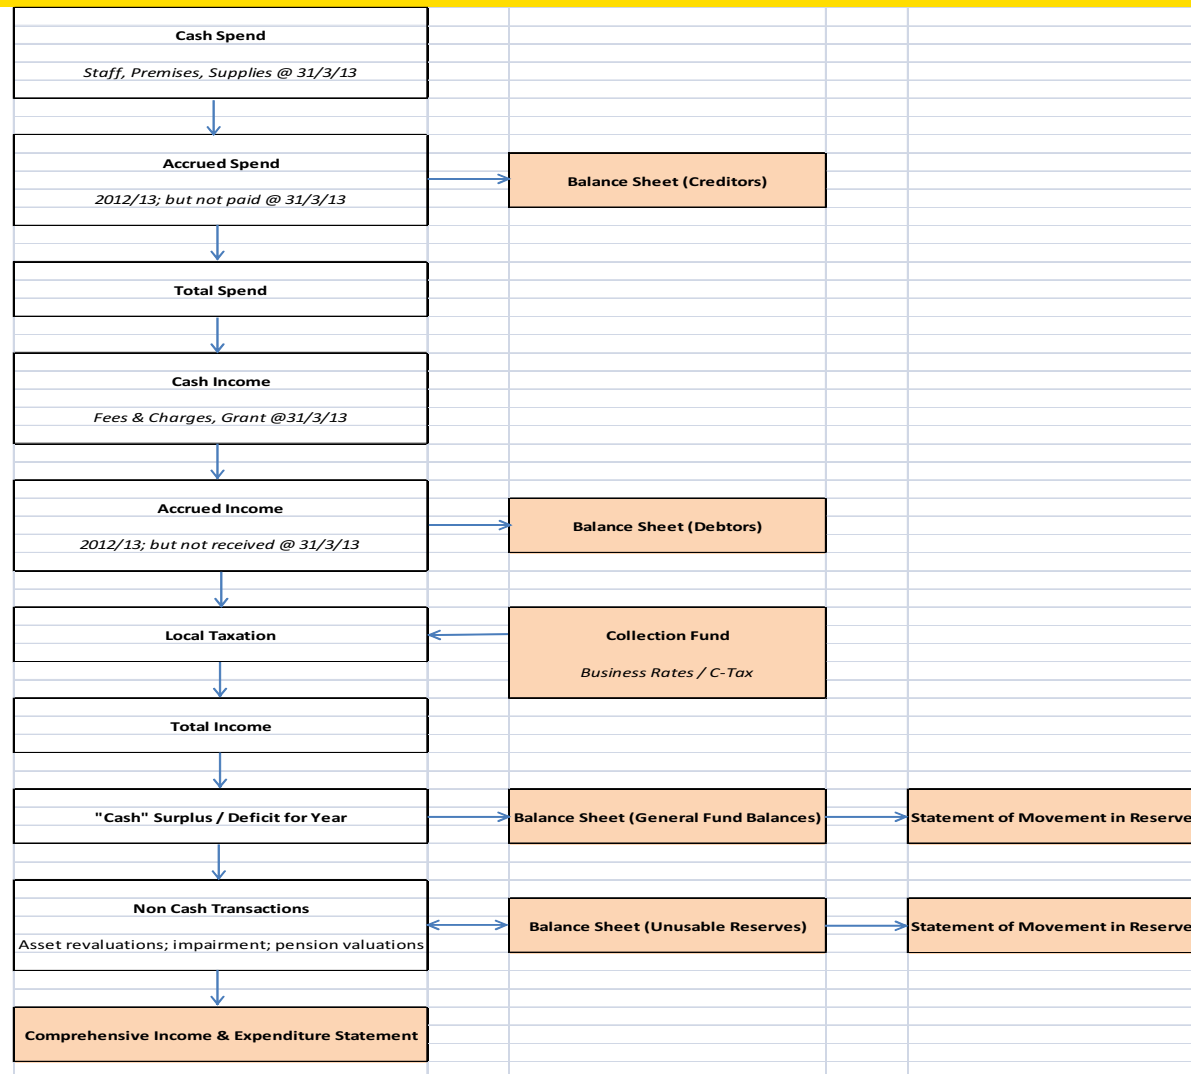 Cash Spend
Staff, Premises, Supplies @ 31/3/13
Accrued Spend
2012/13; but not paid @ 31/3/13
Balance Sheet (Creditors)
Total Spend
Cash Income
Fees & Charges, Grant @31/3/13
Accrued Income
2012/13; but not received @ 31/3/13
Balance Sheet (Debtors)
Local Taxation
Collection Fund
Business Rates / C-Tax
Total Income
"Cash" Surplus / Deficit for Year
Balance Sheet (General Fund Balances)
Statement of Movement in Reserve
Non Cash Transactions
Asset revaluations; impairment; pension valuations
Balance Sheet (Unusable Reserves)
Statement of Movement in Reserve
Comprehensive Income & Expenditure Statement